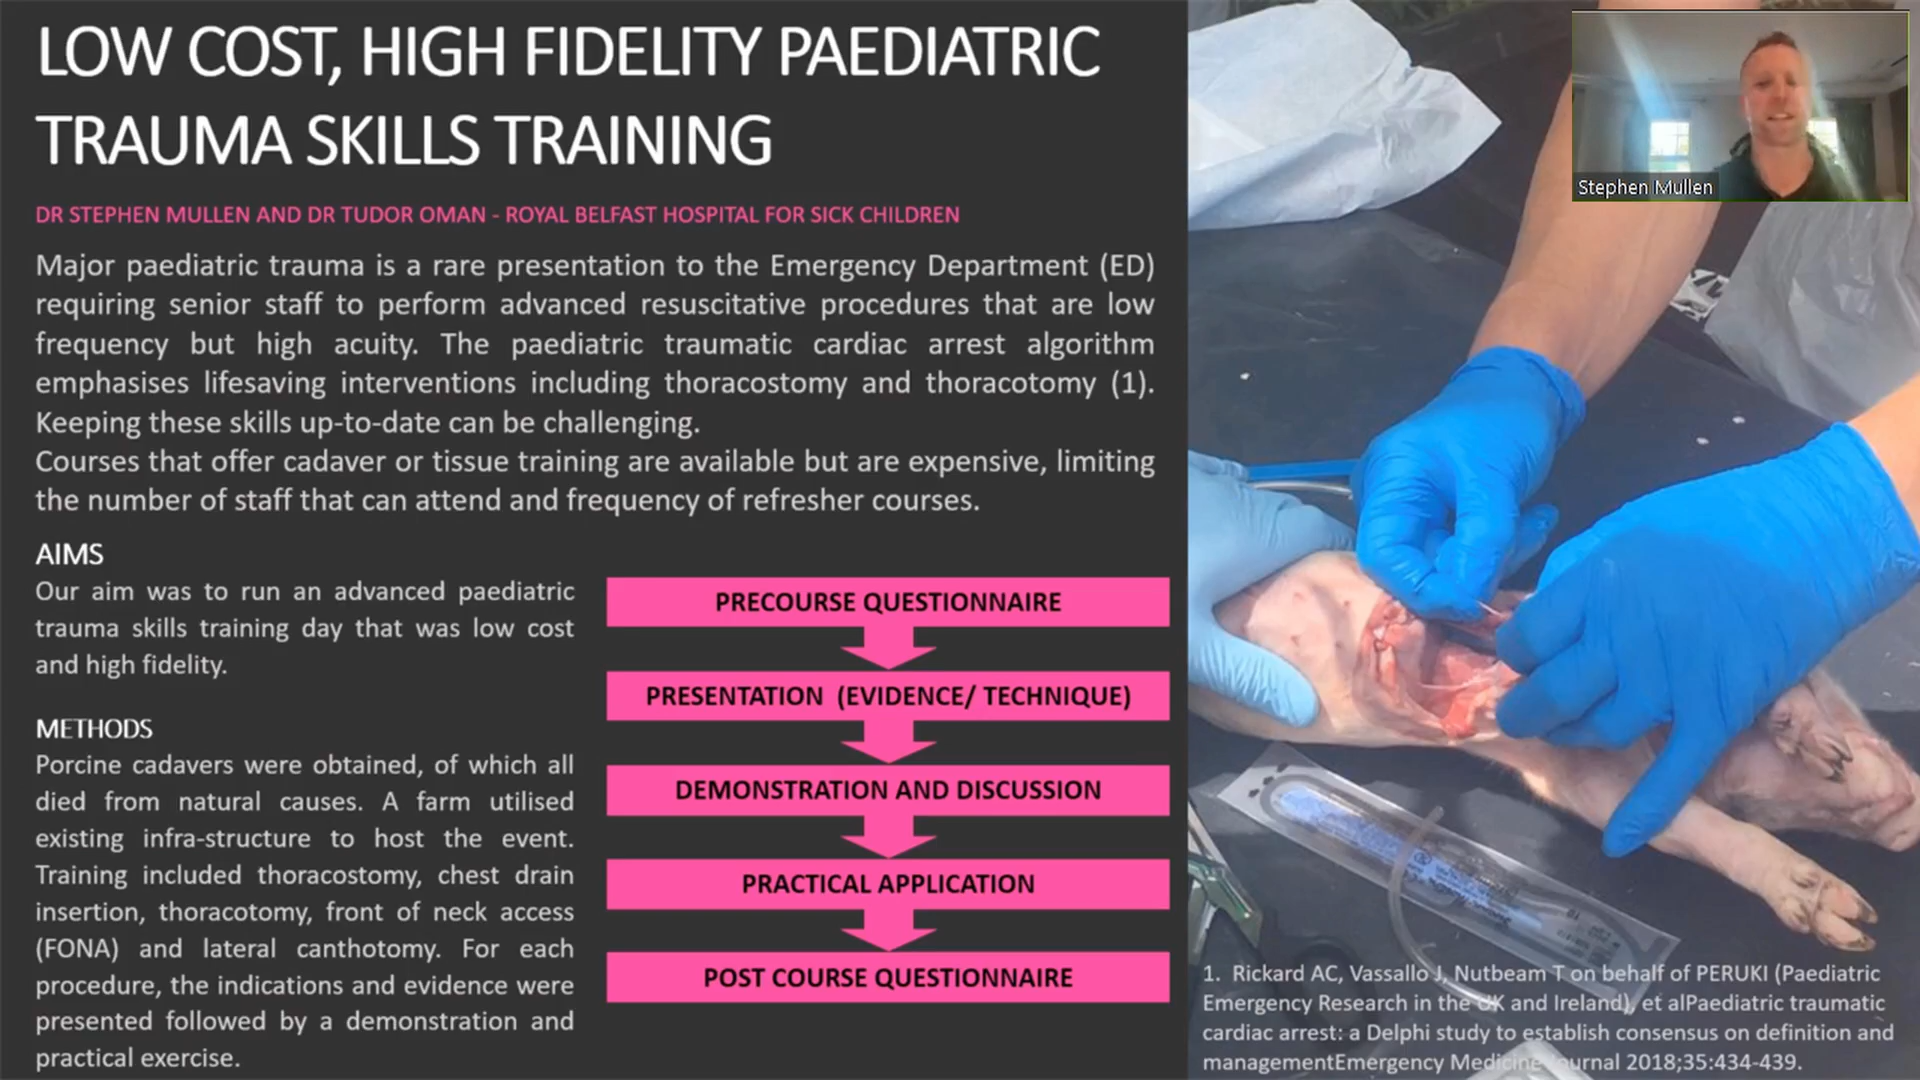 LOW COST, HIGH FIDELITY PAEDIATRIC
TRAUMA SKILLS TRAINING
DR STEPHEN MULLEN AND DR TUDOR OMAN - ROYAL BELFAST HOSPITAL FOR SICK CHILDREN
Major paediatric trauma is a rare presentation to the Emergency Department (ED)
requiring senior staff to perform advanced resuscitative procedures that are low
frequency but high acuity. The paediatric traumatic cardiac arrest algorithm
emphasises lifesaving interventions including thoracostomy and thoracotomy (1).
Keeping these skills up-to-date can be challenging.
Courses that offer cadaver or tissue training are available but are expensive, limiting
the number of staff that can attend and frequency of refresher courses.
AIMS
Our aim was to run an advanced paediatric
trauma skills training day that was low cost
and high fidelity.
METHODS
Porcine cadavers were obtained, of which all
died from natural causes. A farm utilised
existing infra-structure to host the event.
Training included thoracostomy, chest drain
insertion, thoracotomy, front of neck access
(FONA) and lateral canthotomy. For each
procedure, the indications and evidence were
presented followed by a demonstration and
practical exercise.
PRECOURSE QUESTIONNAIRE
PRESENTATION (EVIDENCE/ TECHNIQUE)
DEMONSTRATION AND DISCUSSION
PRACTICAL APPLICATION
POST COURSE QUESTIONNAIRE
Stephen Mullen
1. Rickard AC, Vassallo J, Nutbeam T on behalf of PERUKI (Paediatric
Emergency Research in the UK and Ireland), et alPaediatric traumatic
cardiac arrest: a Delphi study to establish consensus on definition and
managementEmergency Medicine Journal 2018;35:434-439.